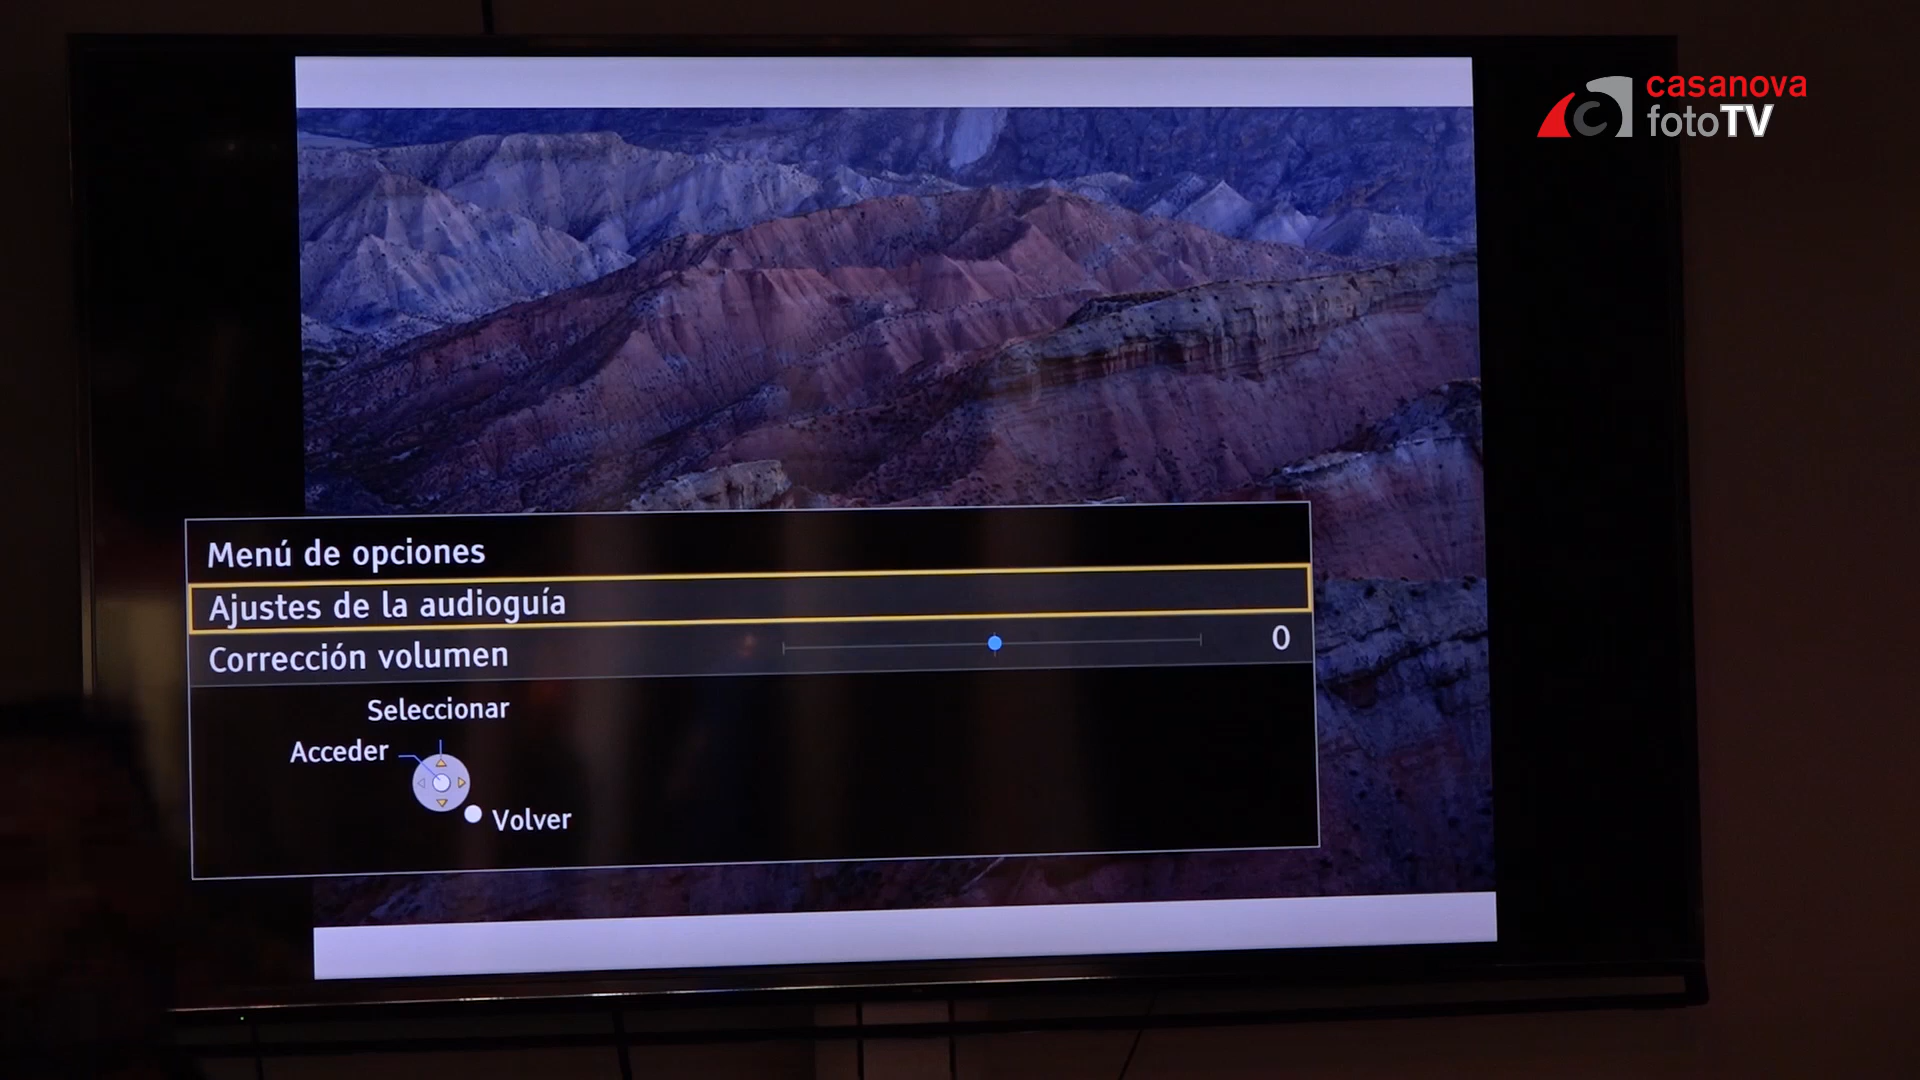 casanova
fotoTV
Menú de opciones
Ajustes de la audioguía
Corrección volumen 0
Seleccionar
Acceder
Volver